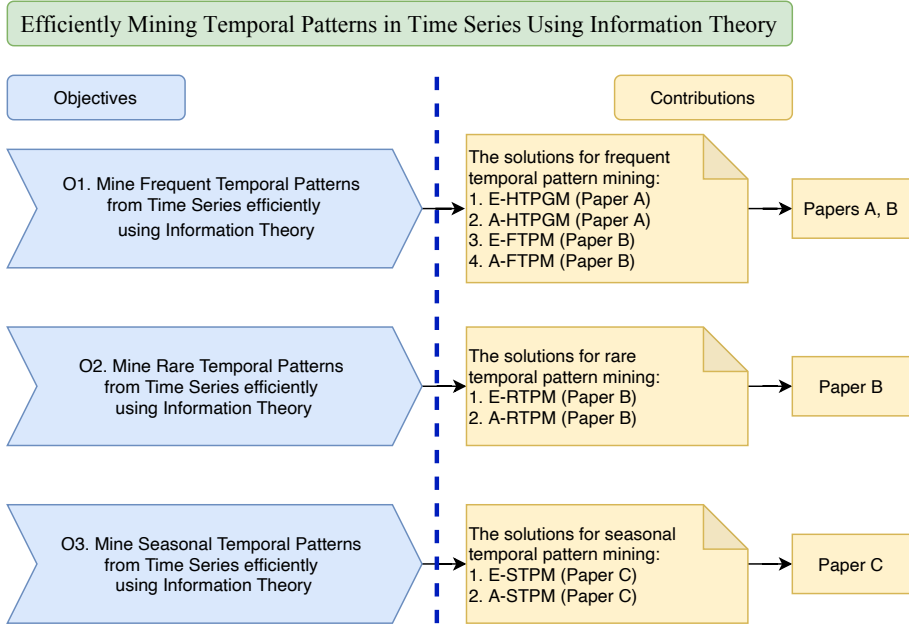 Efficiently Mining Temporal Patterns in Time Series Using Information Theory
Objectives
Contributions
O1. Mine Frequent Temporal Patterns
from Time Series efficiently
using Information Theory
The solutions for frequent
temporal pattern mining:
1. E-HTPGM (Paper A)
2. A-HTPGM (Paper A)
3. E-FTPM (Paper B)
4. A-FTPM (Paper B)
Papers A, B
O2. Mine Rare Temporal Patterns
from Time Series efficiently
using Information Theory
The solutions for rare
temporal pattern mining:
1. E-RTPM (Paper B)
2. A-RTPM (Paper B)
Paper B
O3. Mine Seasonal Temporal Patterns
from Time Series efficiently
using Information Theory
The solutions for seasonal
temporal pattern mining:
1. E-STPM (Paper C)
2. A-STPM (Paper C)
Paper C